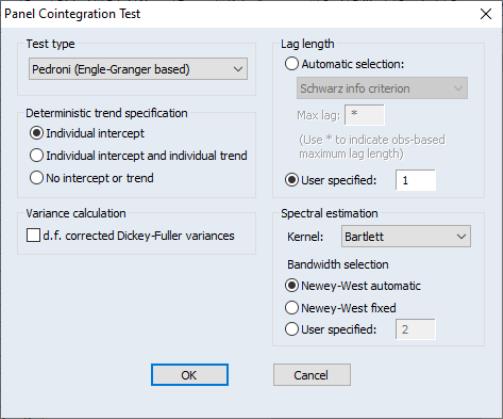 Panel Cointegration Test
Test type
Pedroni (Engle-Granger based)
Deterministic trend specification
Individual intercept
Individual intercept and individual trend
No intercept or trend
Variance calculation
d.f. corrected Dickey-Fuller variances
Lag length
Automatic selection:
Schwarz info criterion
Max lag: *
(Use * to indicate obs-based
maximum lag length)
User specified: 1
Spectral estimation
Kernel: Bartlett
Bandwidth selection
Newey-West automatic
Newey-West fixed
User specified: 2
OK
Cancel